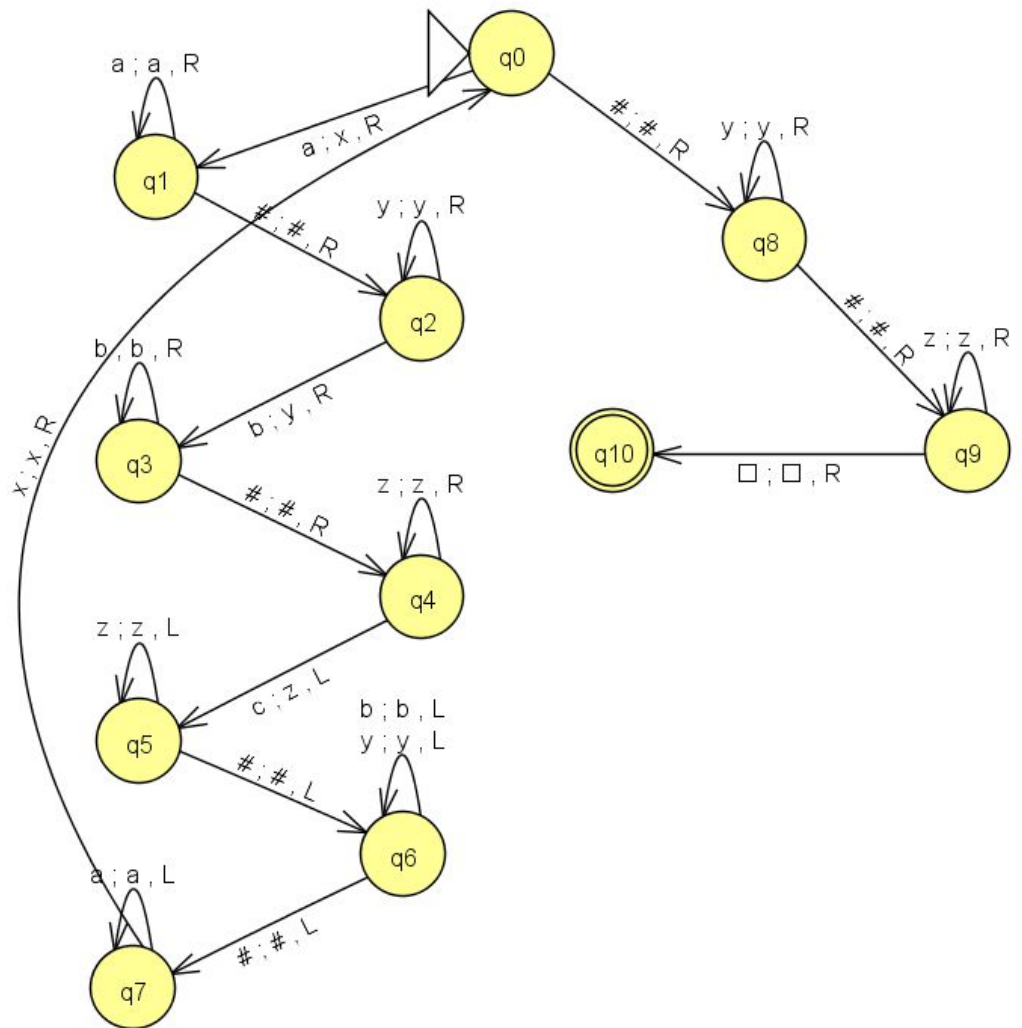 q0
a ; a , R
q1
a ; x , R
# ; # , R
y ; y , R
q8
# ; # , R
y ; y , R
q2
# ; # , R
z ; z , R
b ; b , R
b ; y , R
q3
x ; x , R
q10
q9
□ ; □ , R
# ; # , R
z ; z , R
q4
z ; z , L
c ; z , L
q5
b ; b , L
y ; y , L
# ; # , L
q6
a ; a , L
# ; # , L
q7